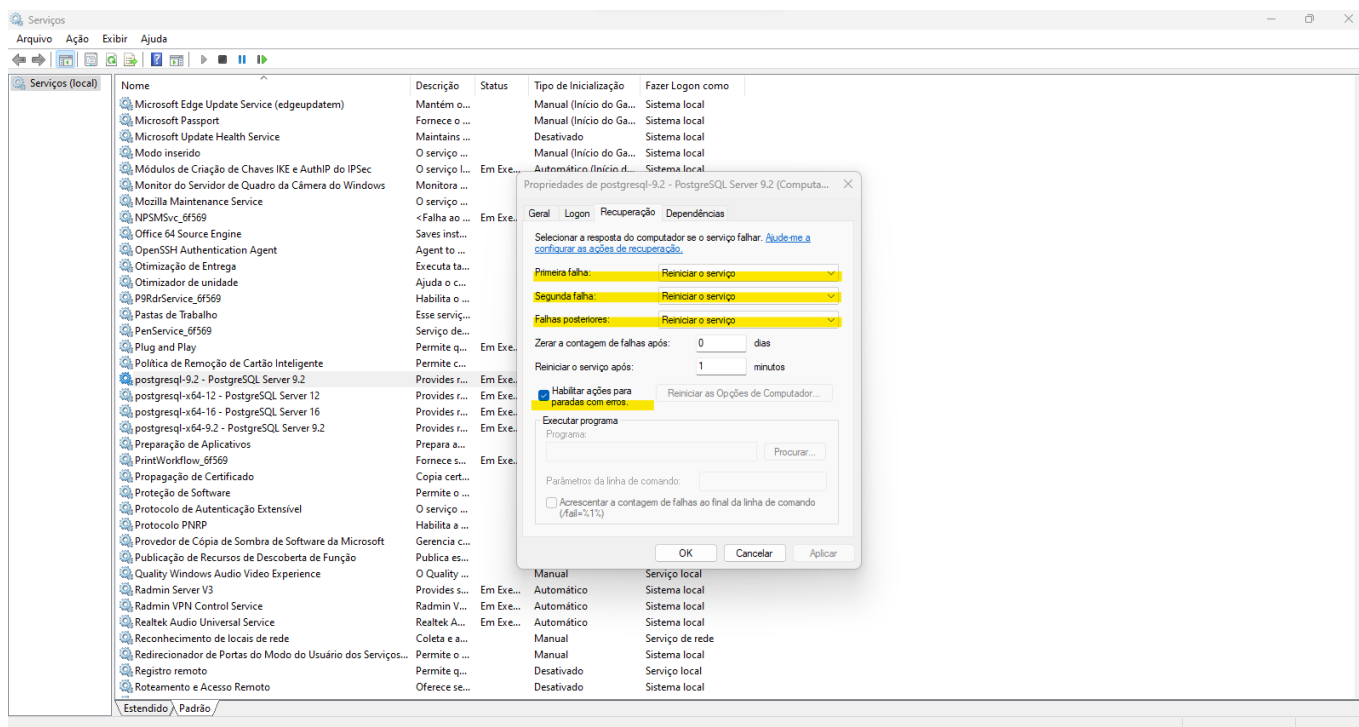 Serviços
Arquivo Ação Exibir Ajuda
Serviços (local)
Nome Descrição Status Tipo de Inicialização Fazer Logon como
Microsoft Edge Update Service (edgeupdatem) Mantém o... Manual (Início do Ga... Sistema local
Microsoft Passport Fornece o ... Manual (Início do Ga... Sistema local
Microsoft Update Health Service Maintains ... Desativado Sistema local
Modo inserido O serviço ... Manual (Início do Ga... Sistema local
Módulos de Criação de Chaves IKE e AuthIP do IPSec O serviço I... Em Exe... Automático (Início d... Sistema local
Monitor do Servidor de Quadro da Câmera do Windows Monitora ...
Mozilla Maintenance Service O serviço ...
NPSMSvc_6f569 <Falha ao ... Em Exe...
Office 64 Source Engine Saves inst...
OpenSSH Authentication Agent Agent to ...
Otimização de Entrega Executa ta...
Otimizador de unidade Ajuda o c...
P9RdrService_6f569 Habilita o ...
Pastas de Trabalho Esse serviç...
PenService_6f569 Serviço de...
Plug and Play Permite q... Em Exe...
Política de Remoção de Cartão Inteligente Permite c...
postgresql-9.2 - PostgreSQL Server 9.2 Provides r... Em Exe...
postgresql-x64-12 - PostgreSQL Server 12 Provides r... Em Exe...
postgresql-x64-16 - PostgreSQL Server 16 Provides r... Em Exe...
postgresql-x64-9.2 - PostgreSQL Server 9.2 Provides r... Em Exe...
Preparação de Aplicativos Prepara a...
PrintWorkflow_6f569 Fornece s... Em Exe...
Propagação de Certificado Copia cert...
Proteção de Software Permite o ...
Protocolo de Autenticação Extensível O serviço ...
Protocolo PNRP Habilita a ...
Provedor de Cópia de Sombra de Software da Microsoft Gerencia c...
Publicação de Recursos de Descoberta de Função Publica es...
Quality Windows Audio Video Experience O Quality ... Manual Serviço local
Radmin Server V3 Provides s... Em Exe... Automático Sistema local
Radmin VPN Control Service Radmin V... Em Exe... Automático Sistema local
Realtek Audio Universal Service Realtek A... Em Exe... Automático Sistema local
Reconhecimento de locais de rede Coleta e a... Manual Serviço de rede
Redirecionador de Portas do Modo do Usuário dos Serviços... Permite o ... Manual Sistema local
Registro remoto Permite q... Desativado Serviço local
Roteamento e Acesso Remoto Oferece se... Desativado Sistema local
Estendido Padrão
Propriedades de postgresql-9.2 - PostgreSQL Server 9.2 (Computa...
Geral Logon Recuperação Dependências
Selecionar a resposta do computador se o serviço falhar. Ajude-me a
configurar as ações de recuperação.
Primeira falha: Reiniciar o serviço
Segunda falha: Reiniciar o serviço
Falhas posteriores: Reiniciar o serviço
Zerar a contagem de falhas após: 0 dias
Reiniciar o serviço após: 1 minutos
Habilitar ações para Reiniciar as Opções de Computador...
paradas com erros.
Executar programa
Programa:
Procurar...
Parâmetros da linha de comando:
Acrescentar a contagem de falhas ao final da linha de comando
(/fail=%1%)
OK Cancelar Aplicar